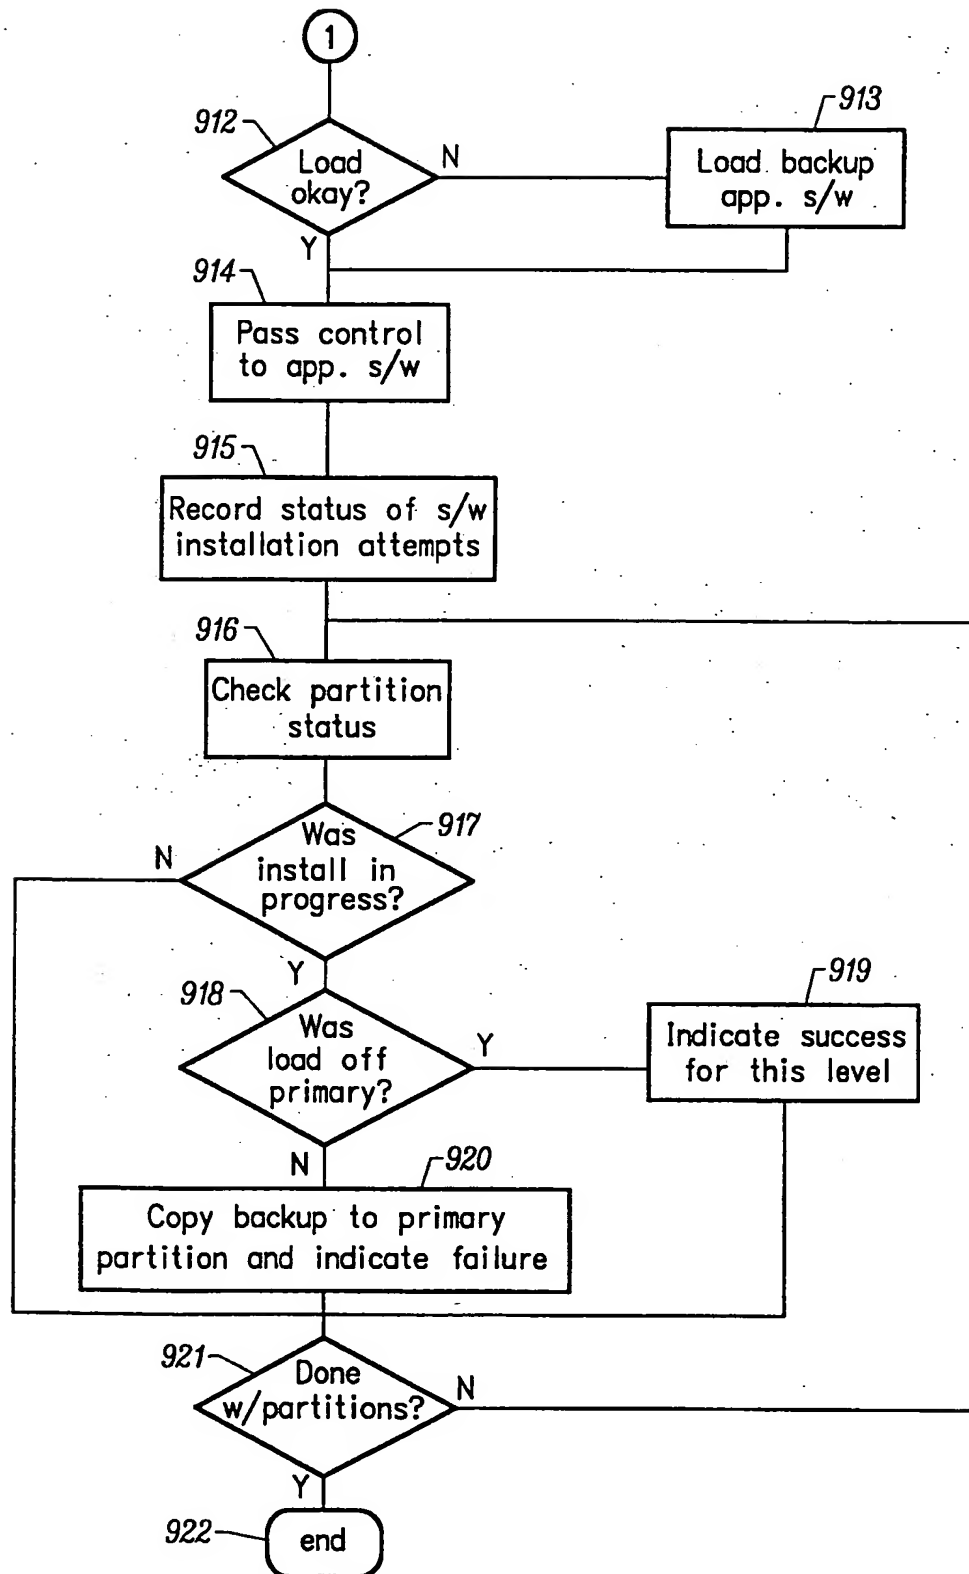 1
912
Load
okay?
N
Y
913
Load backup
app. s/w
914
Pass control
to app. s/w
915
Record status of s/w
installation attempts
916
Check partition
status
917
Was
install in
progress?
N
Y
918
Was
load off
primary?
Y
N
919
Indicate success
for this level
920
Copy backup to primary
partition and indicate failure
921
Done
w/partitions?
N
Y
922
end